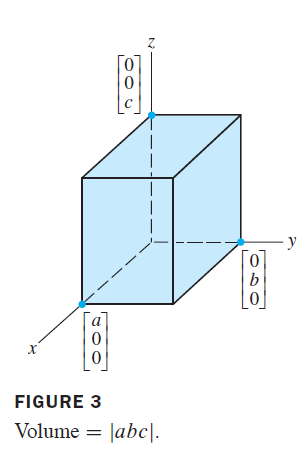 z
[0
0
c]
y
[0
b
0]
[a
0
0]
x
FIGURE 3
Volume = |abc|.